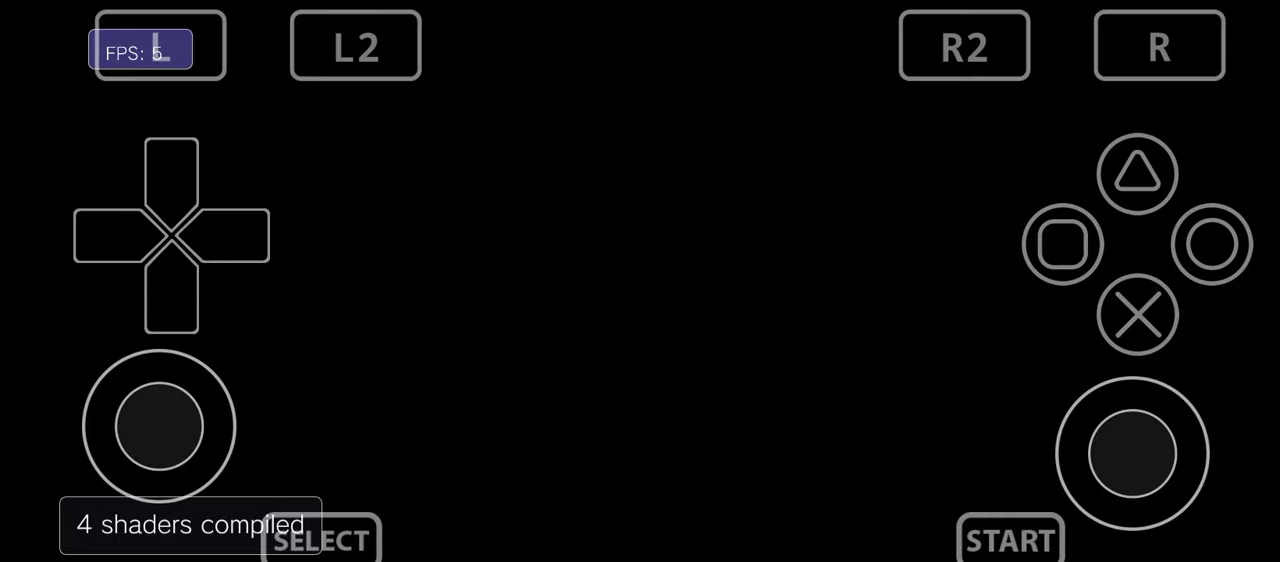 FPS: 5
L
L2
R2
R
4 shaders compiled
SELECT
START